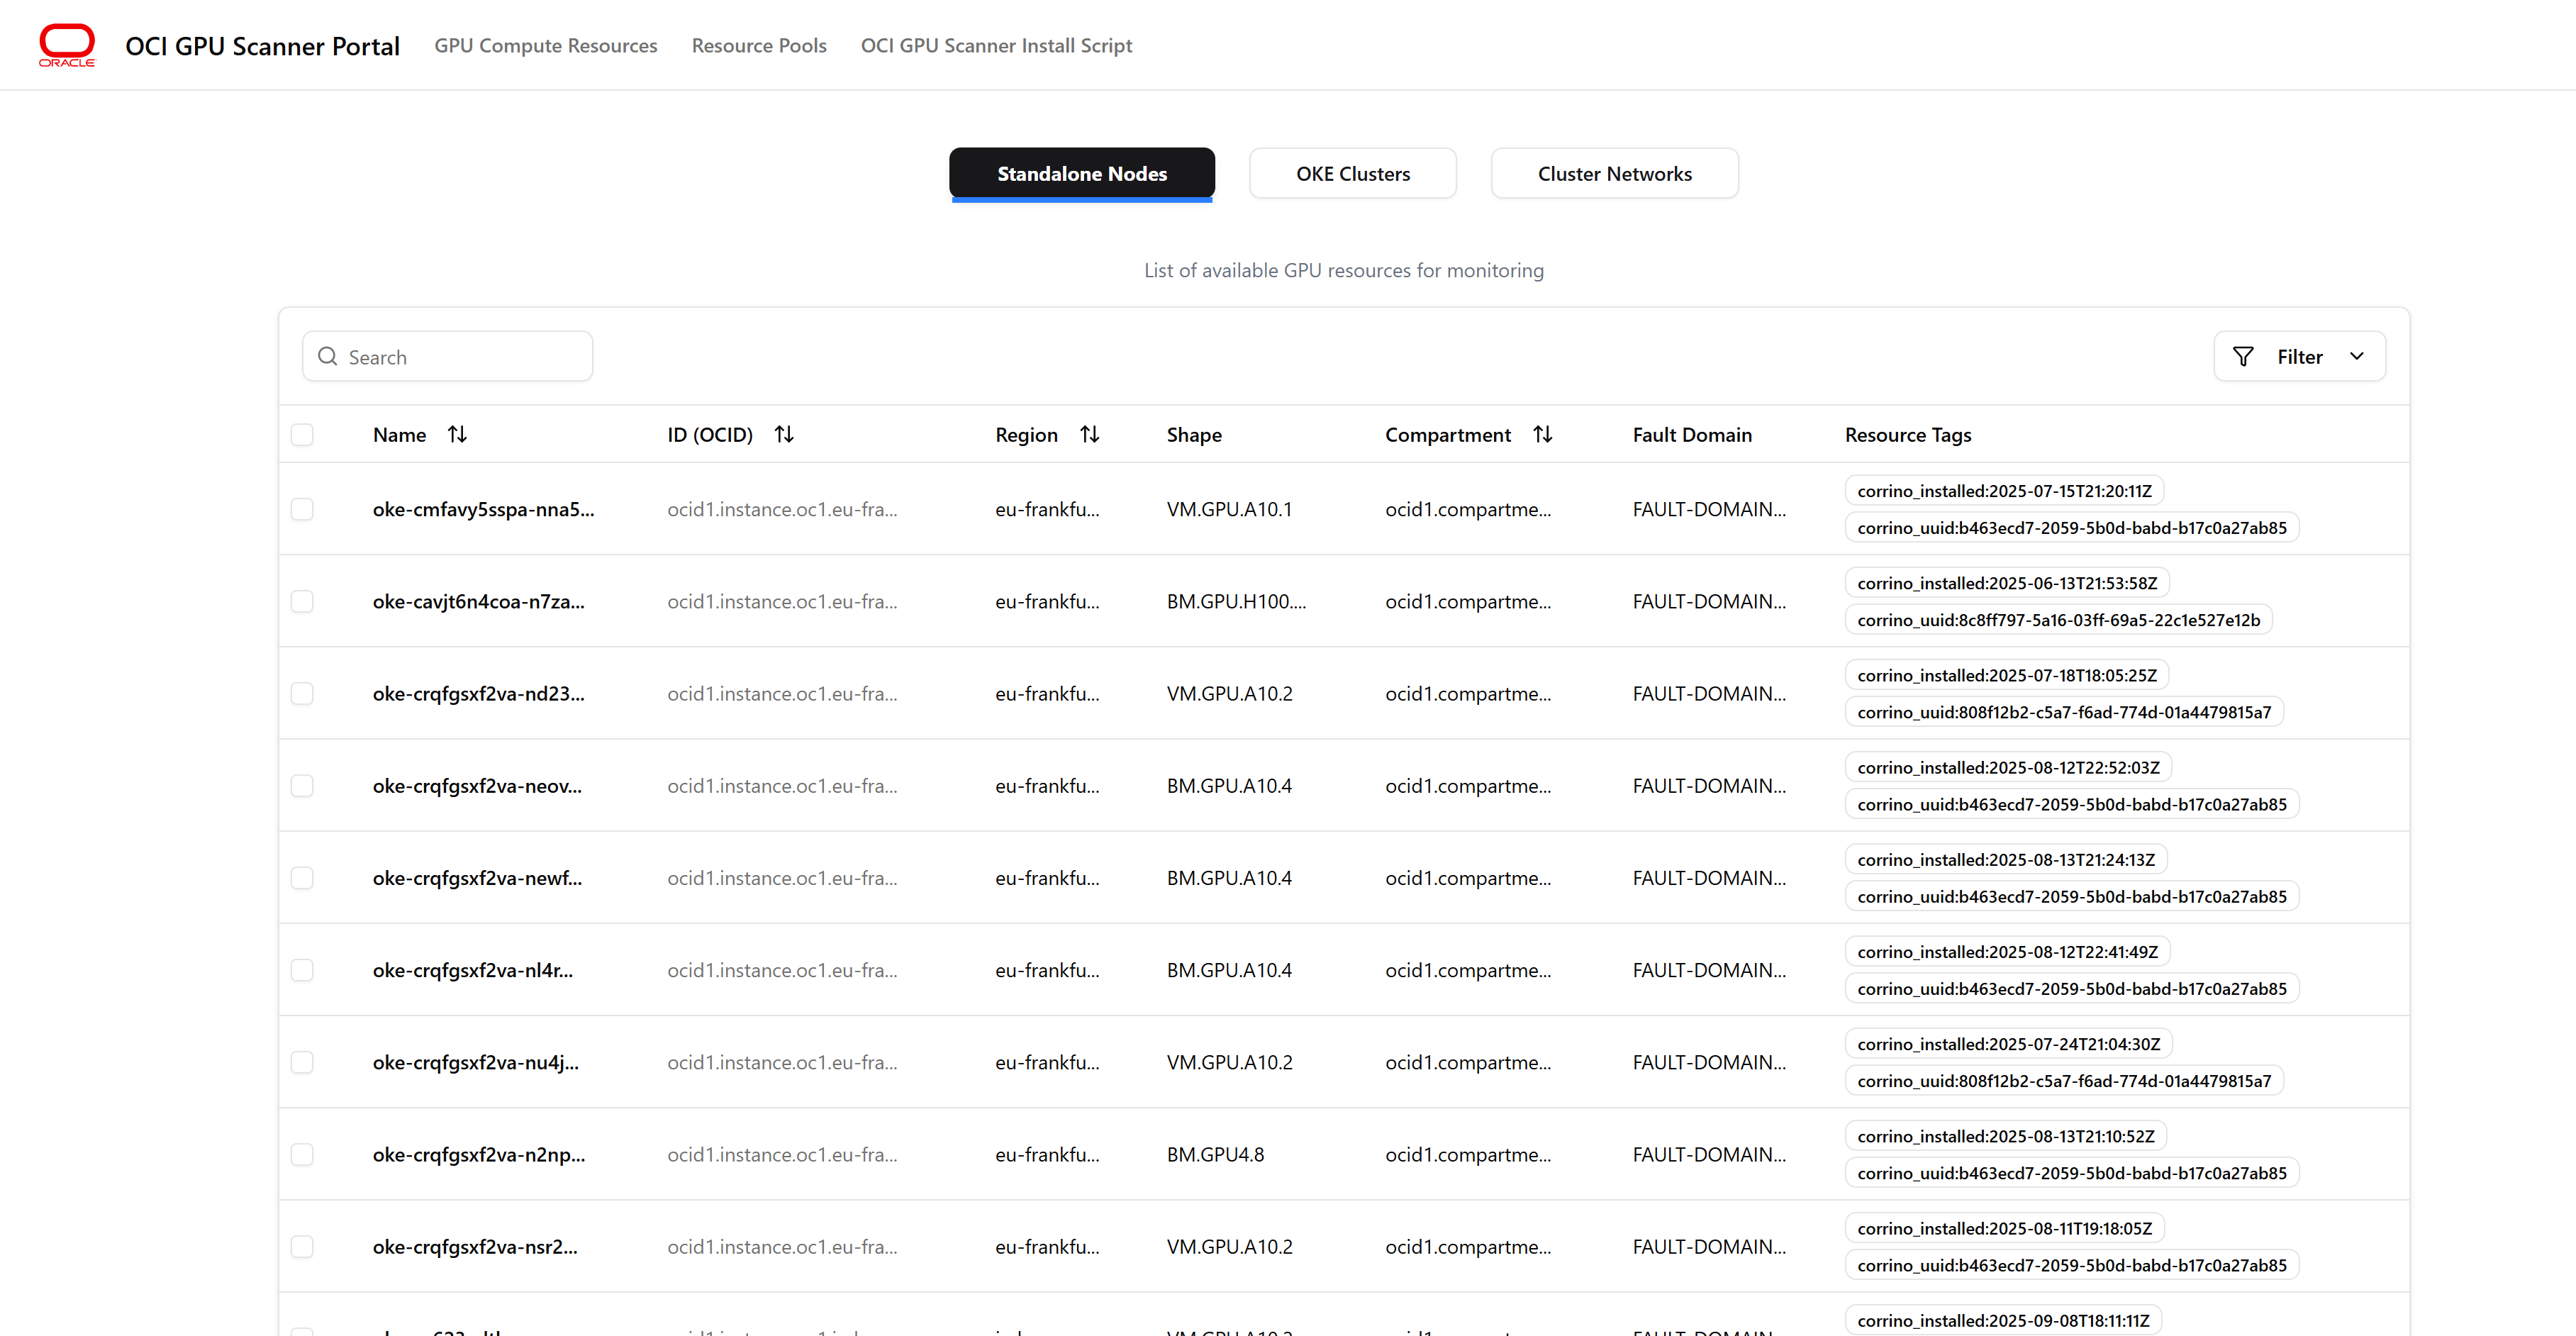 ORACLE
OCI GPU Scanner Portal GPU Compute Resources Resource Pools OCI GPU Scanner Install Script
Standalone Nodes OKE Clusters Cluster Networks
List of available GPU resources for monitoring
Search Filter
Name ID (OCID) Region Shape Compartment Fault Domain Resource Tags
oke-cmfavy5sspa-nna5... ocid1.instance.oc1.eu-fra... eu-frankfu... VM.GPU.A10.1 ocid1.compartme... FAULT-DOMAIN... corrino_installed:2025-07-15T21:20:11Z
corrino_uuid:b463ecd7-2059-5b0d-babd-b17c0a27ab85
oke-cavjt6n4coa-n7za... ocid1.instance.oc1.eu-fra... eu-frankfu... BM.GPU.H100.... ocid1.compartme... FAULT-DOMAIN... corrino_installed:2025-06-13T21:53:58Z
corrino_uuid:8c8ff797-5a16-03ff-69a5-22c1e527e12b
oke-crqfgsxf2va-nd23... ocid1.instance.oc1.eu-fra... eu-frankfu... VM.GPU.A10.2 ocid1.compartme... FAULT-DOMAIN... corrino_installed:2025-07-18T18:05:25Z
corrino_uuid:808f12b2-c5a7-f6ad-774d-01a4479815a7
oke-crqfgsxf2va-neov... ocid1.instance.oc1.eu-fra... eu-frankfu... BM.GPU.A10.4 ocid1.compartme... FAULT-DOMAIN... corrino_installed:2025-08-12T22:52:03Z
corrino_uuid:b463ecd7-2059-5b0d-babd-b17c0a27ab85
oke-crqfgsxf2va-newf... ocid1.instance.oc1.eu-fra... eu-frankfu... BM.GPU.A10.4 ocid1.compartme... FAULT-DOMAIN... corrino_installed:2025-08-13T21:24:13Z
corrino_uuid:b463ecd7-2059-5b0d-babd-b17c0a27ab85
oke-crqfgsxf2va-nl4r... ocid1.instance.oc1.eu-fra... eu-frankfu... BM.GPU.A10.4 ocid1.compartme... FAULT-DOMAIN... corrino_installed:2025-08-12T22:41:49Z
corrino_uuid:b463ecd7-2059-5b0d-babd-b17c0a27ab85
oke-crqfgsxf2va-nu4j... ocid1.instance.oc1.eu-fra... eu-frankfu... VM.GPU.A10.2 ocid1.compartme... FAULT-DOMAIN... corrino_installed:2025-07-24T21:04:30Z
corrino_uuid:808f12b2-c5a7-f6ad-774d-01a4479815a7
oke-crqfgsxf2va-n2np... ocid1.instance.oc1.eu-fra... eu-frankfu... BM.GPU4.8 ocid1.compartme... FAULT-DOMAIN... corrino_installed:2025-08-13T21:10:52Z
corrino_uuid:b463ecd7-2059-5b0d-babd-b17c0a27ab85
oke-crqfgsxf2va-nsr2... ocid1.instance.oc1.eu-fra... eu-frankfu... VM.GPU.A10.2 ocid1.compartme... FAULT-DOMAIN... corrino_installed:2025-08-11T19:18:05Z
corrino_uuid:b463ecd7-2059-5b0d-babd-b17c0a27ab85
corrino_installed:2025-09-08T18:11:11Z